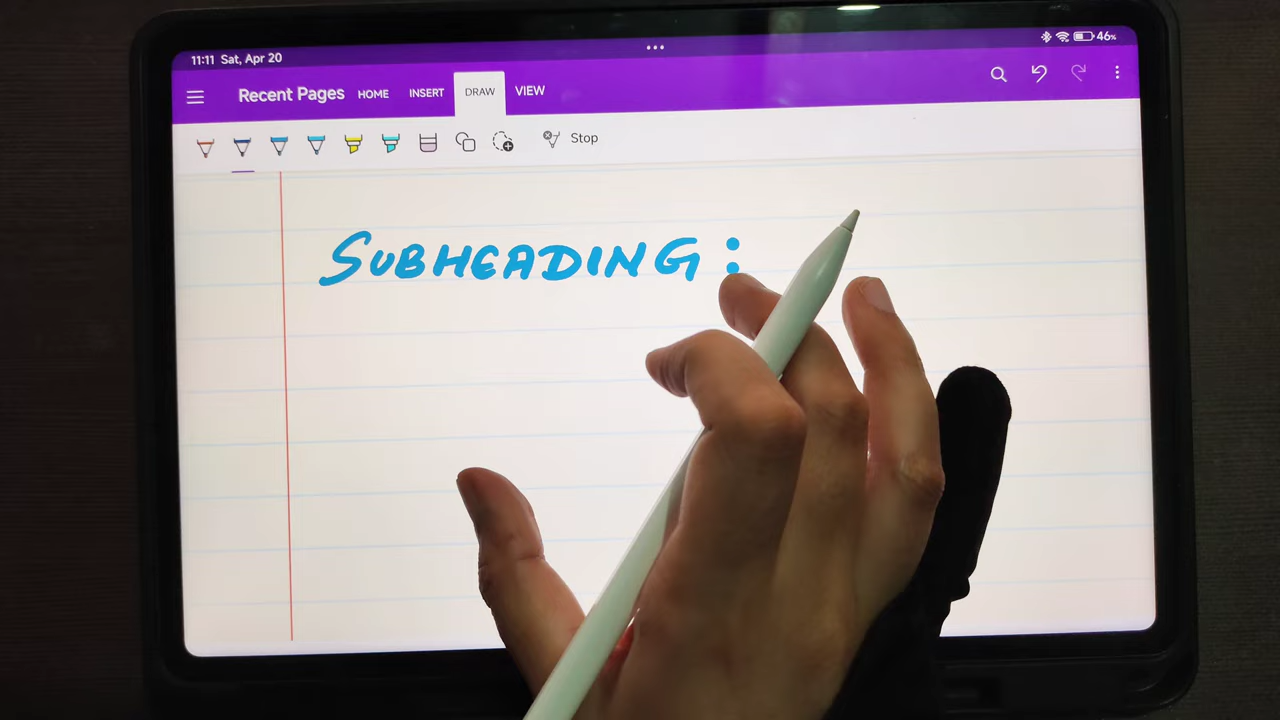 11:11 Sat, Apr 20 46%
Recent Pages HOME INSERT DRAW VIEW
Stop
SUBHEADING :